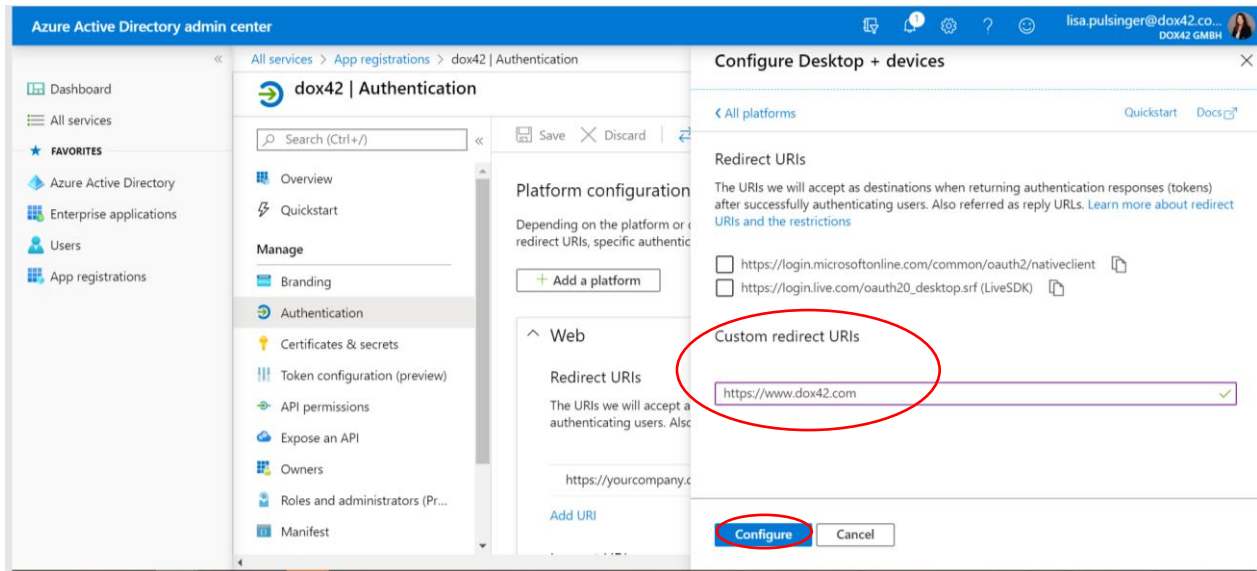 Azure Active Directory admin center
lisa.pulsinger@dox42.co...
DOX42 GMBH
1
«
Dashboard
All services
FAVORITES
Azure Active Directory
Enterprise applications
Users
App registrations
All services > App registrations > dox42 | Authentication
dox42 | Authentication
Search (Ctrl+/)
«
Overview
Quickstart
Manage
Branding
Authentication
Certificates & secrets
Token configuration (preview)
API permissions
Expose an API
Owners
Roles and administrators (Pr...
Manifest
Save Discard
Platform configuration
Depending on the platform or
redirect URIs, specific authentic
+ Add a platform
Web
Redirect URIs
The URIs we will accept a
authenticating users. Also
https://yourcompany.
Add URI
Configure Desktop + devices
All platforms
Quickstart Docs
Redirect URIs
The URIs we will accept as destinations when returning authentication responses (tokens)
after successfully authenticating users. Also referred as reply URLs. Learn more about redirect
URIs and the restrictions
https://login.microsoftonline.com/common/oauth2/nativeclient
https://login.live.com/oauth20_desktop.srf (LiveSDK)
Custom redirect URIs
https://www.dox42.com
Configure Cancel